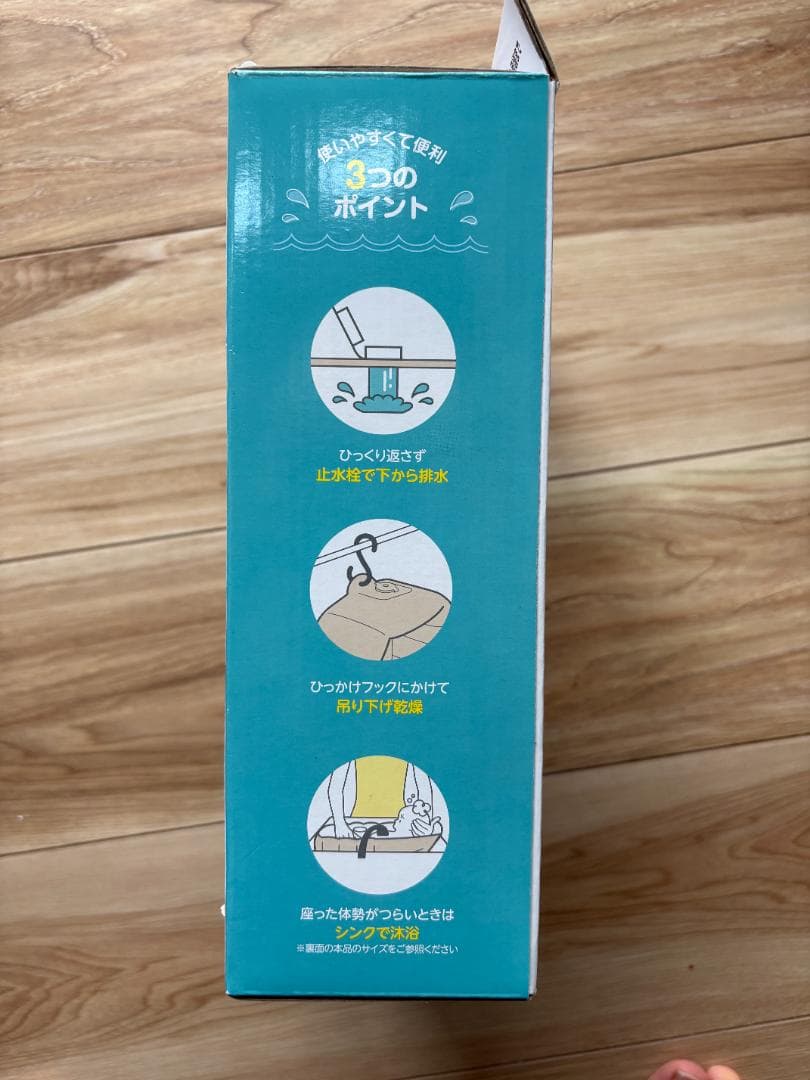 使いやすくて便利
3つの
ポイント
ひっくり返さず
止水栓で下から排水
ひっかけフックにかけて
吊り下げ乾燥
座った体勢がつらいときは
シンクで沐浴
※裏面の本品のサイズをご参照ください